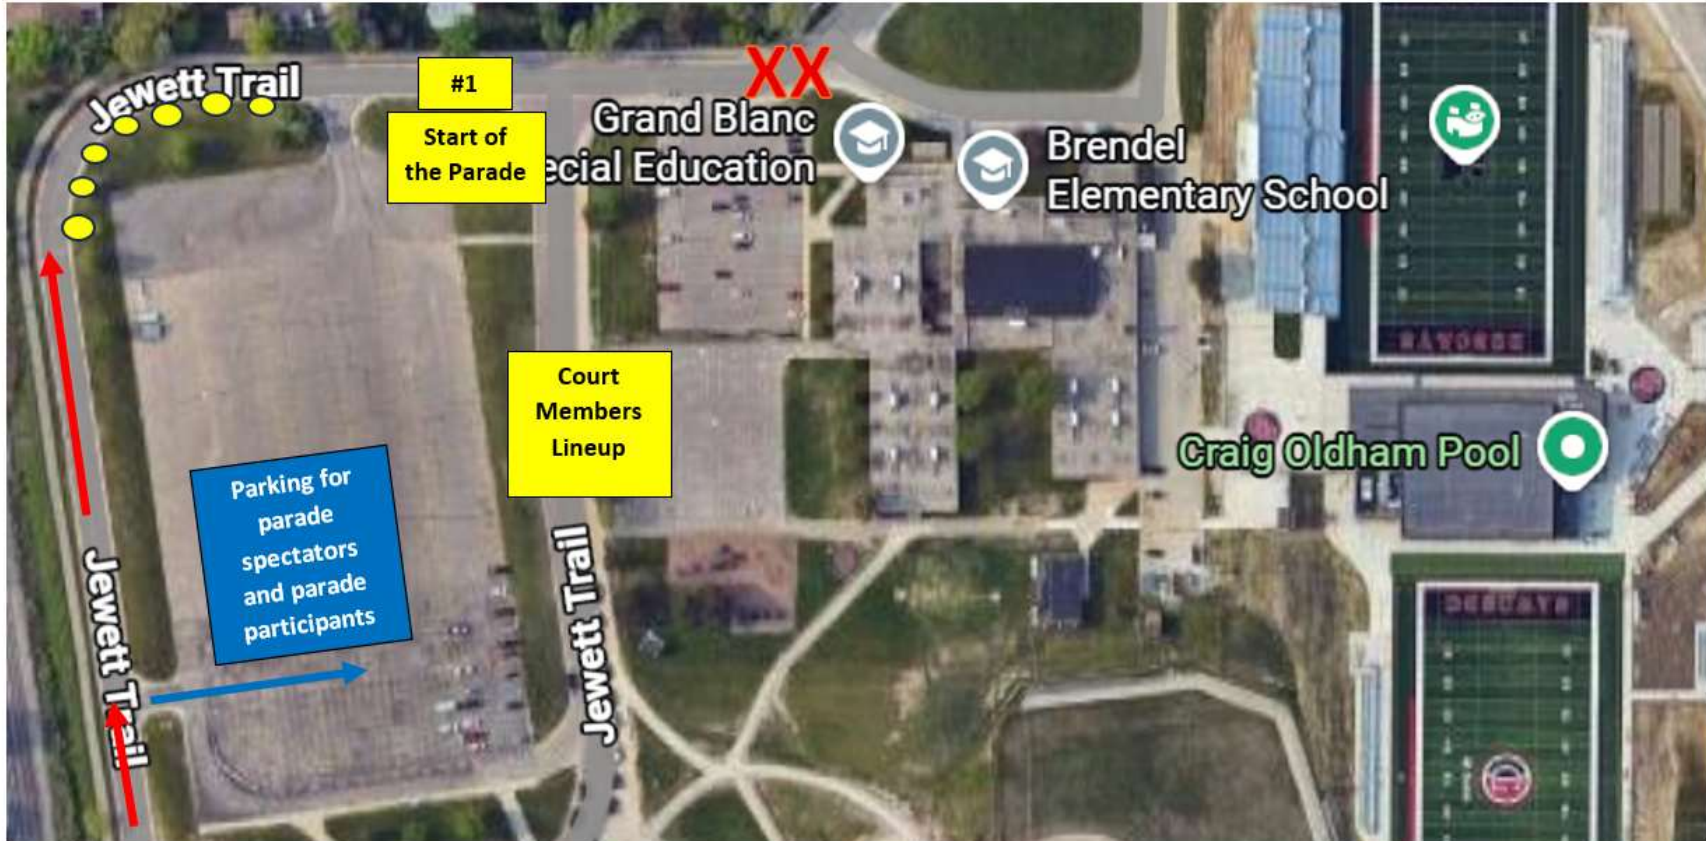 Jewett Trail
#1
XX
Start of
the Parade
Grand Blanc
ecial Education
Brendel
Elementary School
Court
Members
Lineup
Craig Oldham Pool
Parking for
parade
spectators
and parade
participants
Jewett Trail
Jewett Trail
BOBCATS